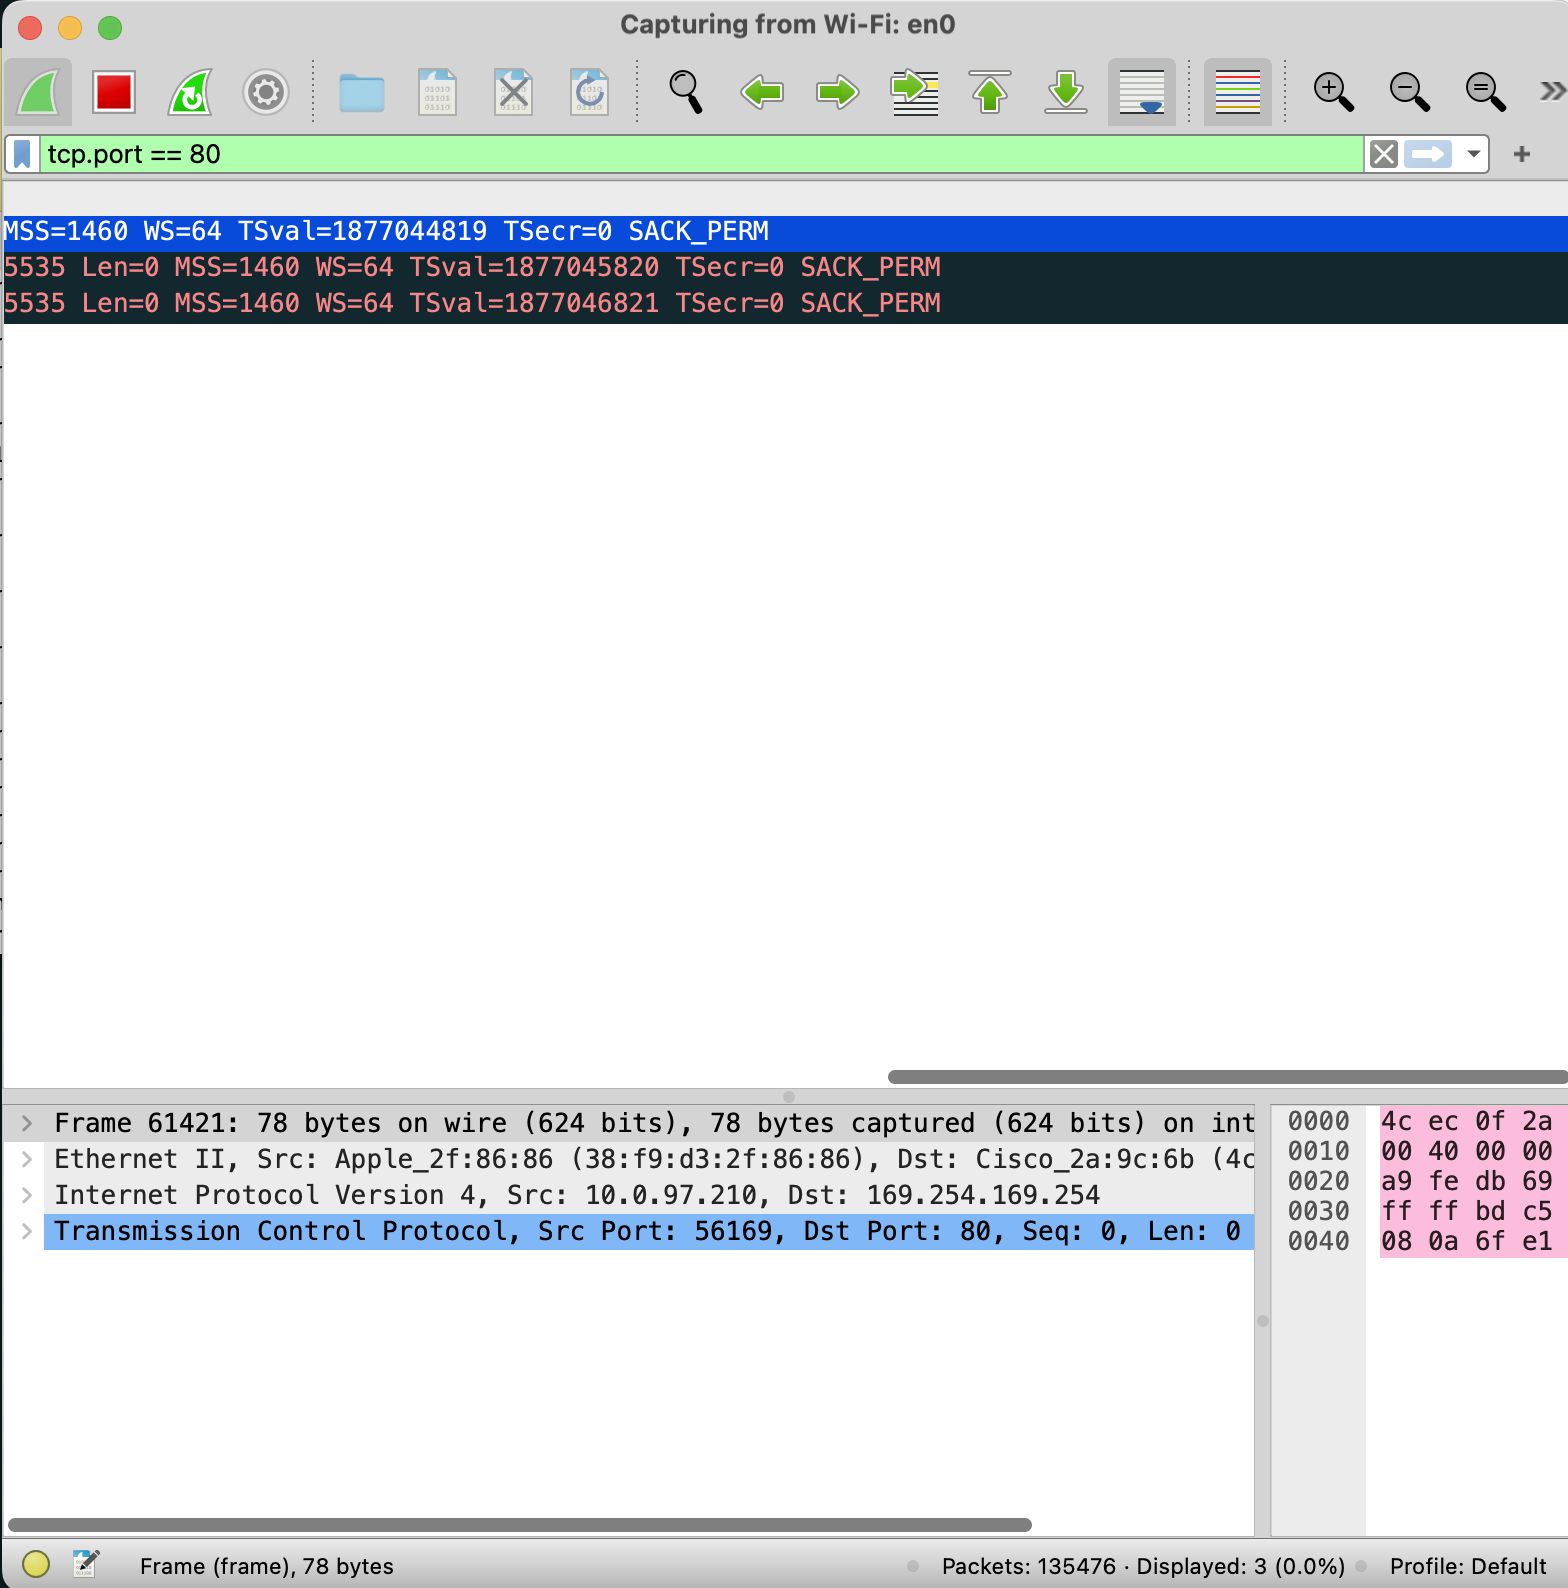 Capturing from Wi-Fi: en0
tcp.port == 80
MSS=1460 WS=64 TSval=1877044819 TSecr=0 SACK_PERM
5535 Len=0 MSS=1460 WS=64 TSval=1877045820 TSecr=0 SACK_PERM
5535 Len=0 MSS=1460 WS=64 TSval=1877046821 TSecr=0 SACK_PERM
Frame 61421: 78 bytes on wire (624 bits), 78 bytes captured (624 bits) on int
Ethernet II, Src: Apple_2f:86:86 (38:f9:d3:2f:86:86), Dst: Cisco_2a:9c:6b (4c
Internet Protocol Version 4, Src: 10.0.97.210, Dst: 169.254.169.254
Transmission Control Protocol, Src Port: 56169, Dst Port: 80, Seq: 0, Len: 0
0000 4c ec 0f 2a
0010 00 40 00 00
0020 a9 fe db 69
0030 ff ff bd c5
0040 08 0a 6f e1
Frame (frame), 78 bytes
Packets: 135476 · Displayed: 3 (0.0%)
Profile: Default